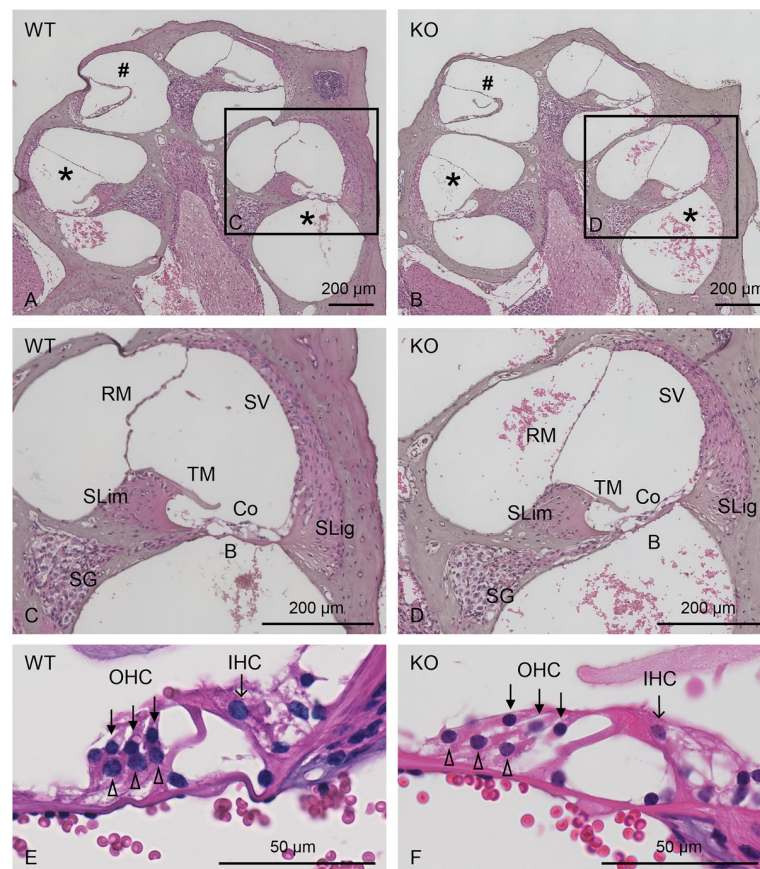 WT
KO
#
#
*
*
*
*
C
D
A
200 µm
B
200 µm
WT
KO
RM
SV
SV
RM
TM
TM
SLim
Co
Co
SLim
SLig
SLig
B
B
SG
SG
C
200 µm
D
200 µm
WT
KO
OHC
IHC
OHC
IHC
E
50 µm
F
50 µm